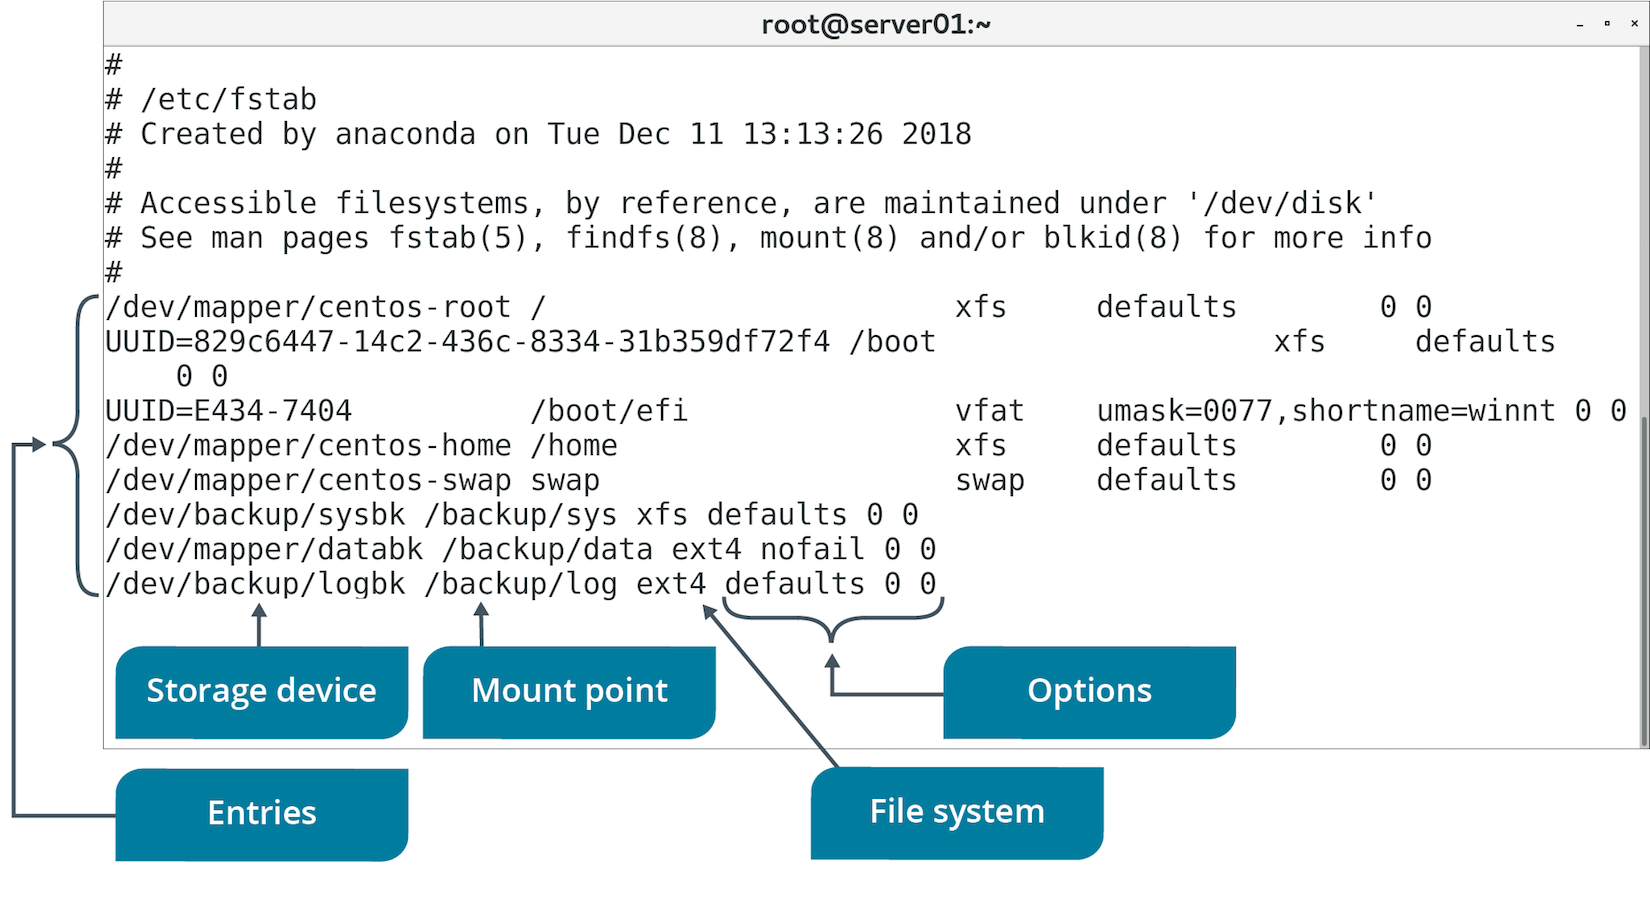 root@server01:~
#
# /etc/fstab
# Created by anaconda on Tue Dec 11 13:13:26 2018
#
# Accessible filesystems, by reference, are maintained under '/dev/disk'
# See man pages fstab(5), findfs(8), mount(8) and/or blkid(8) for more info
#
/dev/mapper/centos-root /                       xfs     defaults        0 0
UUID=829c6447-14c2-436c-8334-31b359df72f4 /boot                   xfs     defaults
    0 0
UUID=E434-7404          /boot/efi               vfat    umask=0077,shortname=winnt 0 0
/dev/mapper/centos-home /home                   xfs     defaults        0 0
/dev/mapper/centos-swap swap                    swap    defaults        0 0
/dev/backup/sysbk /backup/sys xfs defaults 0 0
/dev/mapper/databk /backup/data ext4 nofail 0 0
/dev/backup/logbk /backup/log ext4 defaults 0 0
Storage device
Mount point
Options
Entries
File system